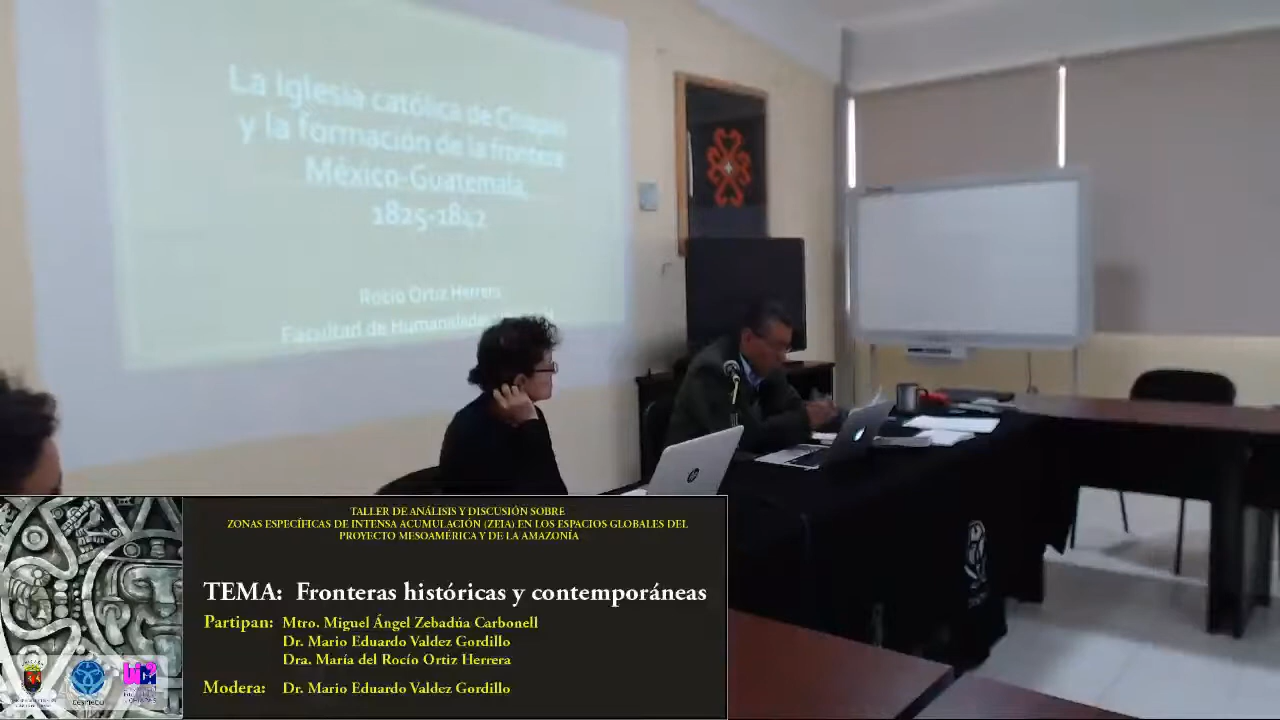 La Iglesia católica de Chiapas
y la formación de la frontera
México-Guatemala,
1825-1842
Rocío Ortiz Herrera
Facultad de Humanidades
TALLER DE ANÁLISIS Y DISCUSIÓN SOBRE
ZONAS ESPECÍFICAS DE INTENSA ACUMULACIÓN (ZEIA) EN LOS ESPACIOS GLOBALES DEL
PROYECTO MESOAMÉRICA Y DE LA AMAZONÍA
TEMA: Fronteras históricas y contemporáneas
Partipan: Mtro. Miguel Ángel Zebadúa Carbonell
Dr. Mario Eduardo Valdez Gordillo
Dra. María del Rocío Ortiz Herrera
Modera: Dr. Mario Eduardo Valdez Gordillo
hp